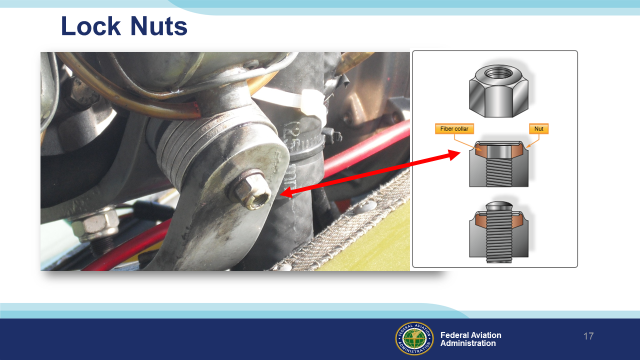 Lock Nuts
Fiber collar
Nut
Federal Aviation
Administration
17